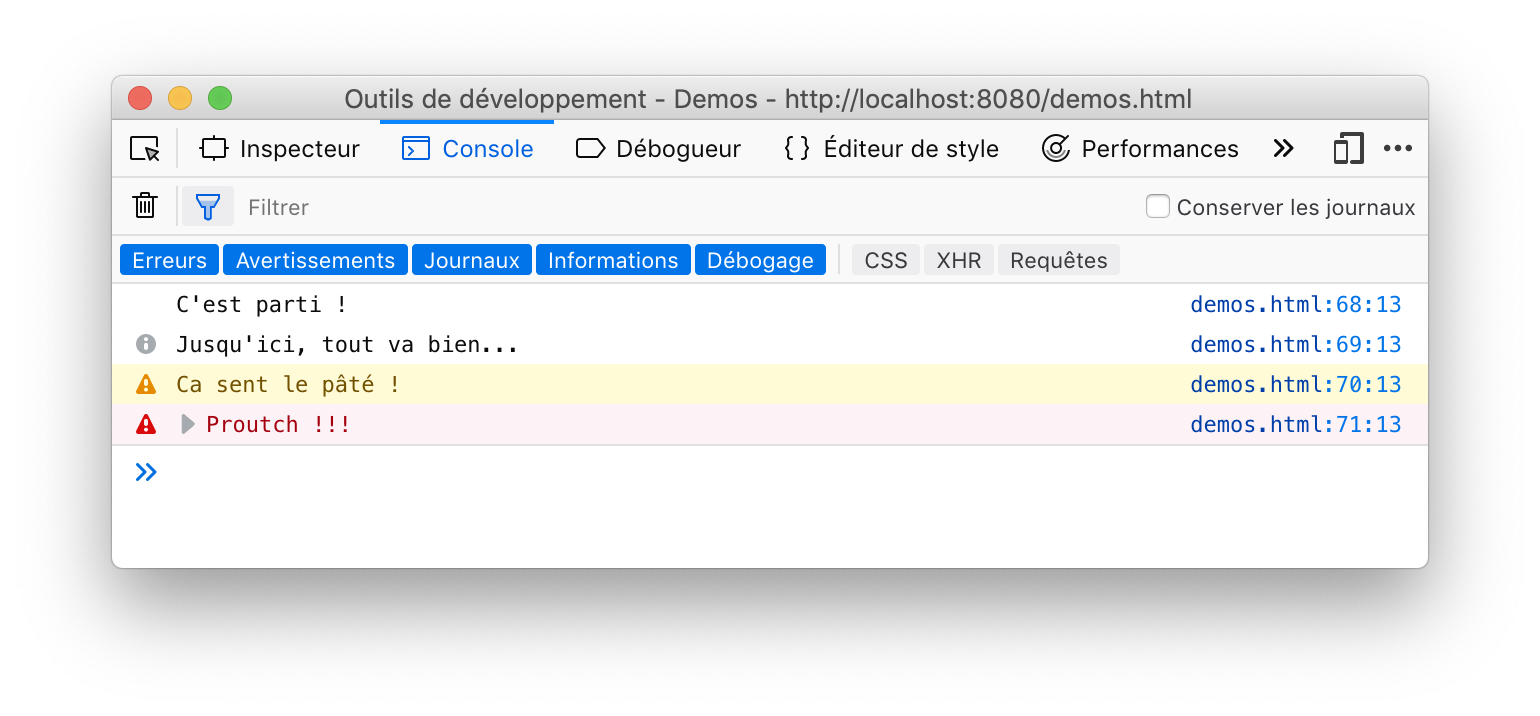 Outils de développement - Demos - http://localhost:8080/demos.html
Inspecteur Console Débogueur {} Éditeur de style Performances
Filtrer Conserver les journaux
Erreurs Avertissements Journaux Informations Débogage CSS XHR Requêtes
C'est parti ! demos.html:68:13
Jusqu'ici, tout va bien... demos.html:69:13
Ca sent le pâté ! demos.html:70:13
Proutch !!! demos.html:71:13